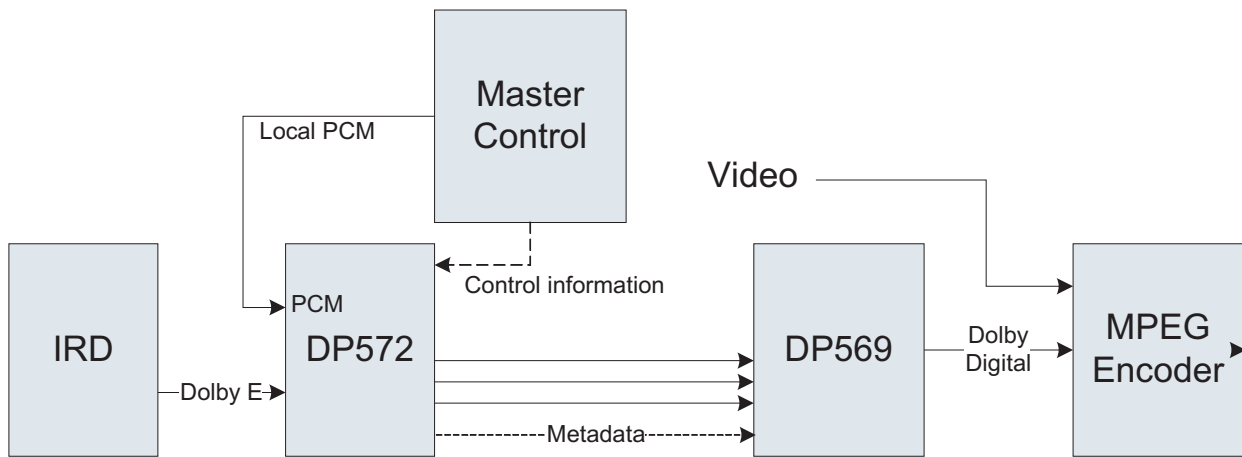 Master
Control
Local PCM
Video
Control information
PCM
IRD
DP572
DP569
Dolby
Digital
MPEG
Encoder
Dolby E
Metadata